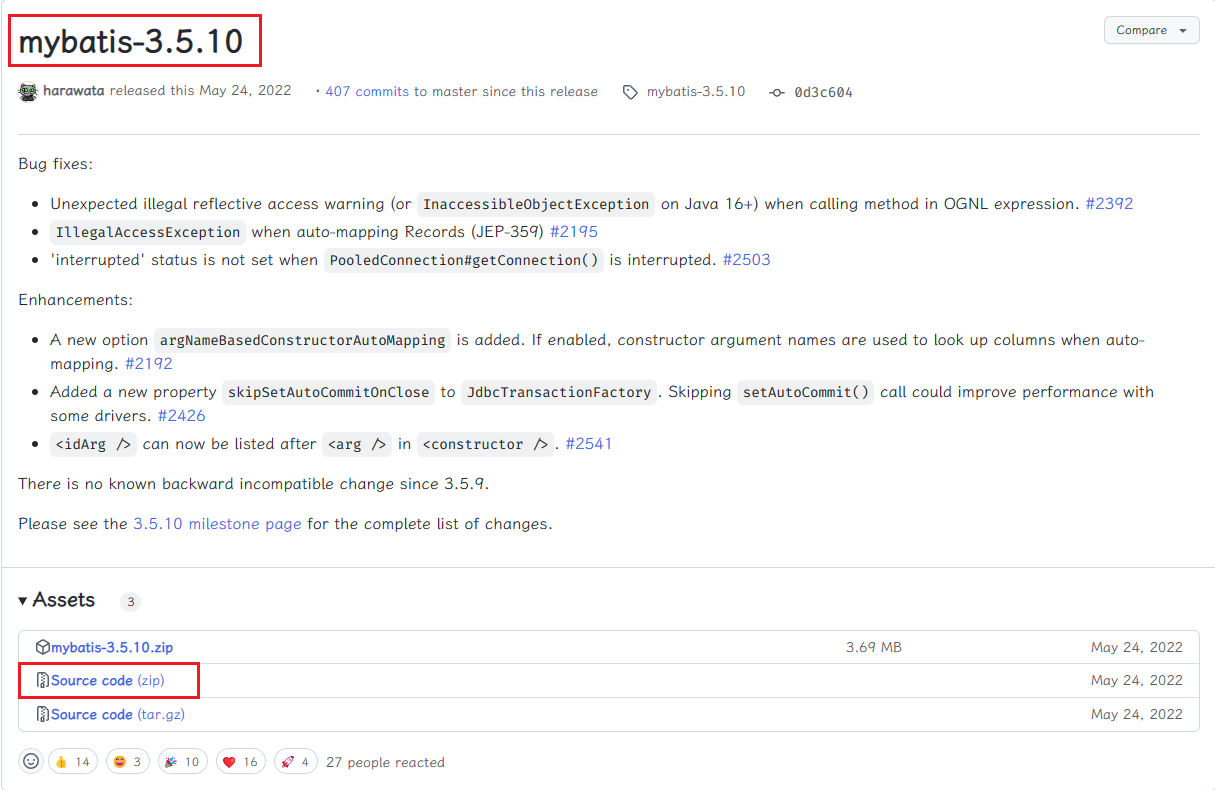 mybatis-3.5.10
Compare
harawata released this May 24, 2022 · 407 commits to master since this release mybatis-3.5.10 0d3c604
Bug fixes:
• Unexpected illegal reflective access warning (or InaccessibleObjectException on Java 16+) when calling method in OGNL expression. #2392
• IllegalAccessException when auto-mapping Records (JEP-359) #2195
• 'interrupted' status is not set when PooledConnection#getConnection() is interrupted. #2503
Enhancements:
• A new option argNameBasedConstructorAutoMapping is added. If enabled, constructor argument names are used to look up columns when auto-
mapping. #2192
• Added a new property skipSetAutoCommitOnClose to JdbcTransactionFactory. Skipping setAutoCommit() call could improve performance with
some drivers. #2426
• <idArg /> can now be listed after <arg /> in <constructor />. #2541
There is no known backward incompatible change since 3.5.9.
Please see the 3.5.10 milestone page for the complete list of changes.
Assets 3
mybatis-3.5.10.zip 3.69 MB May 24, 2022
Source code (zip) May 24, 2022
Source code (tar.gz) May 24, 2022
👍 14 😄 3 🎉 10 ❤️ 16 🚀 4 27 people reacted